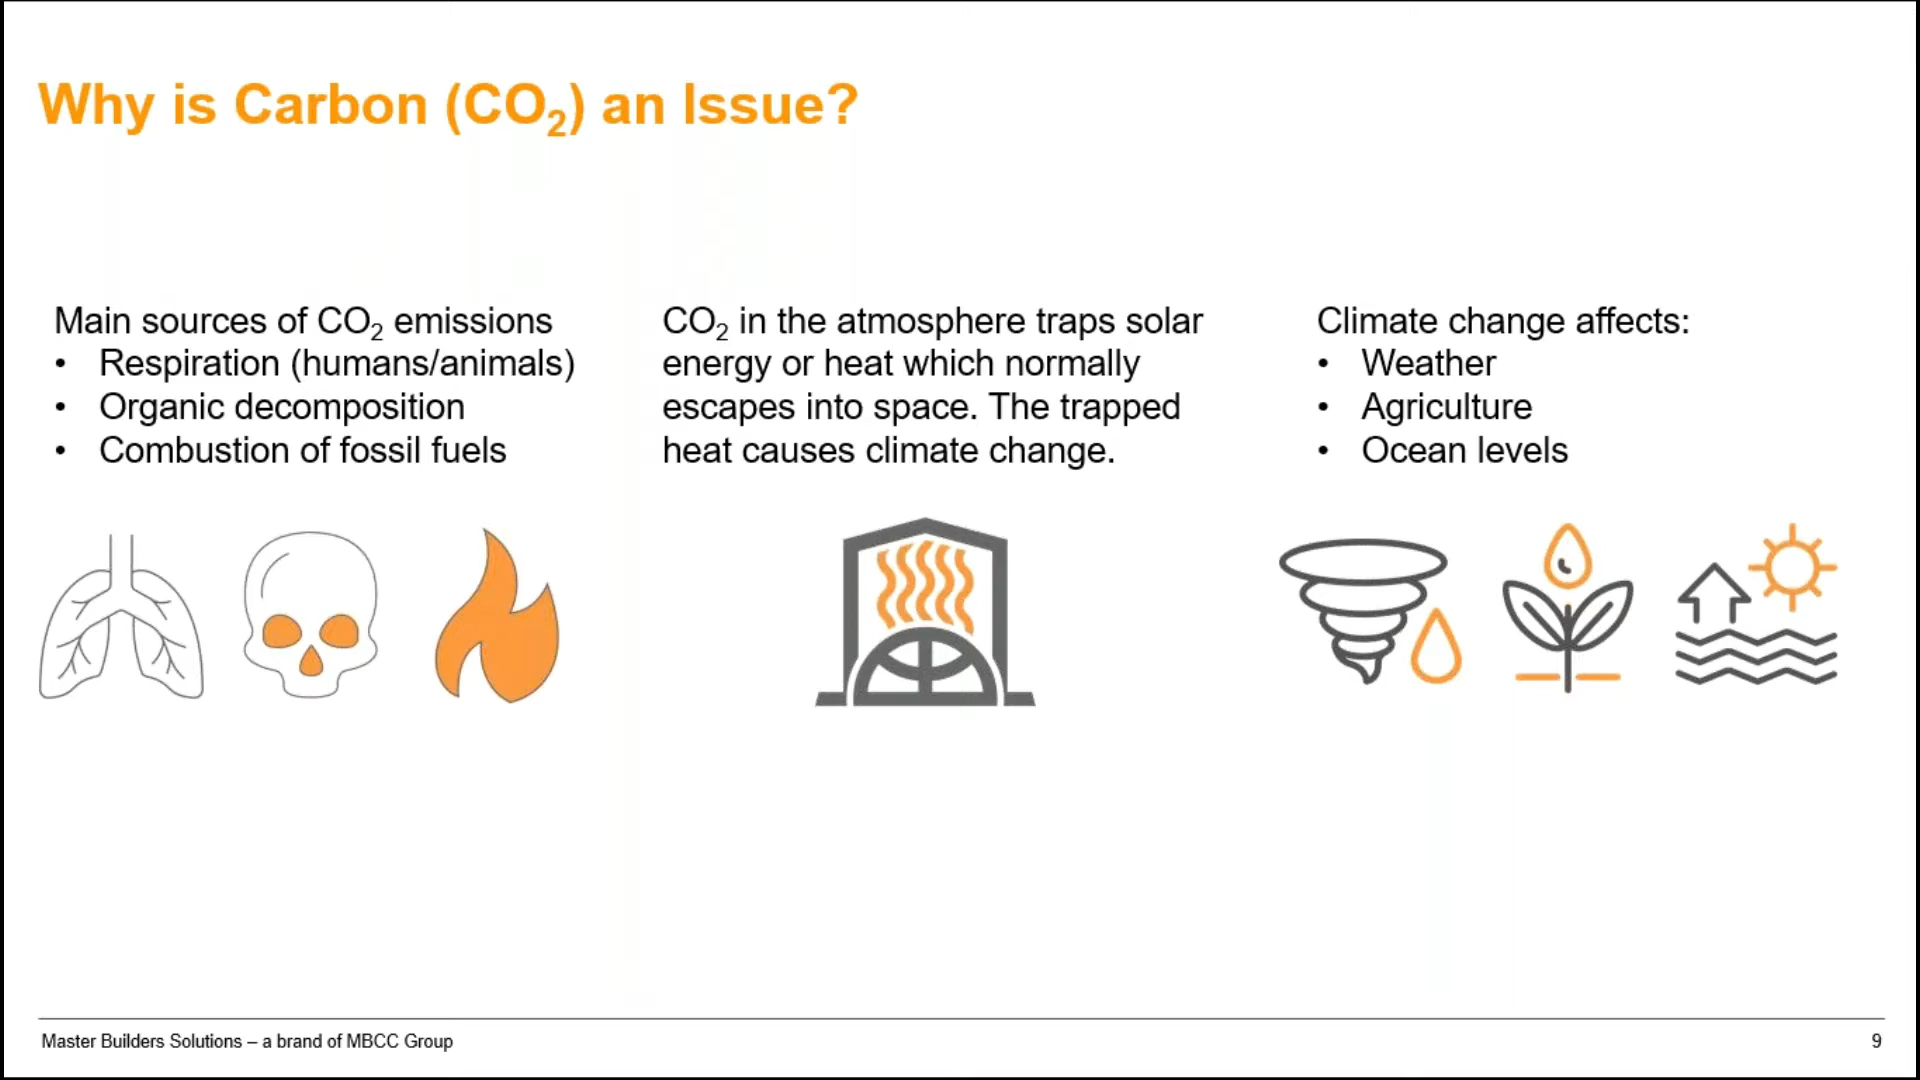 Why is Carbon (CO₂) an Issue?
Main sources of CO₂ emissions
• Respiration (humans/animals)
• Organic decomposition
• Combustion of fossil fuels
CO₂ in the atmosphere traps solar
energy or heat which normally
escapes into space. The trapped
heat causes climate change.
Climate change affects:
• Weather
• Agriculture
• Ocean levels
Master Builders Solutions – a brand of MBCC Group
9